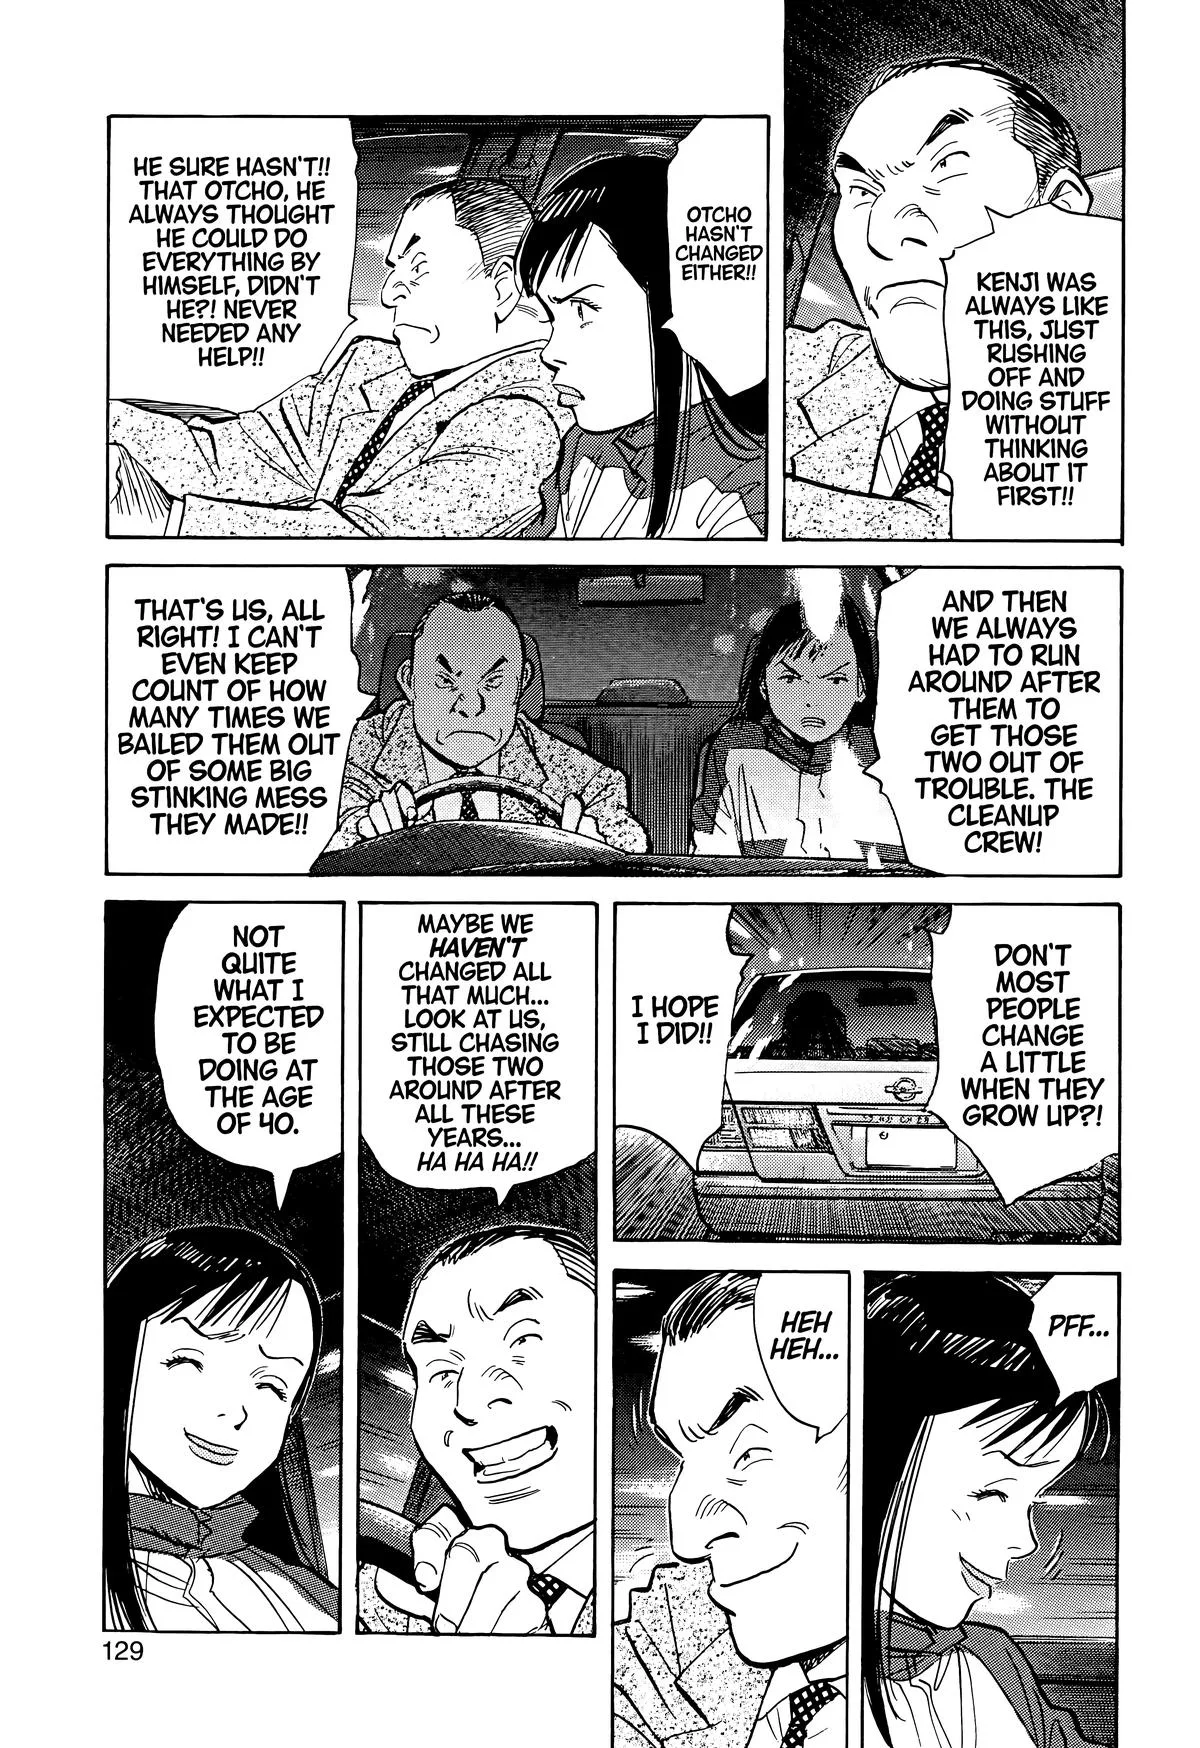 KENJI WAS
ALWAYS LIKE
THIS, JUST
RUSHING
OFF AND
DOING STUFF
WITHOUT
THINKING
ABOUT IT
FIRST!!
OTCHO
HASN'T
CHANGED
EITHER!!
HE SURE HASN'T!!
THAT OTCHO, HE
ALWAYS THOUGHT
HE COULD DO
EVERYTHING BY
HIMSELF, DIDN'T
HE?! NEVER
NEEDED ANY
HELP!!
AND THEN
WE ALWAYS
HAD TO RUN
AROUND AFTER
THEM TO
GET THOSE
TWO OUT OF
TROUBLE. THE
CLEANUP
CREW!
THAT'S US, ALL
RIGHT! I CAN'T
EVEN KEEP
COUNT OF HOW
MANY TIMES WE
BAILED THEM OUT
OF SOME BIG
STINKING MESS
THEY MADE!!
DON'T
MOST
PEOPLE
CHANGE
A LITTLE
WHEN THEY
GROW UP?!
I HOPE
I DID!!
PFF...
HEH
HEH...
MAYBE WE
HAVEN'T
CHANGED ALL
THAT MUCH...
LOOK AT US,
STILL CHASING
THOSE TWO
AROUND AFTER
ALL THESE
YEARS...
HA HA HA!!
NOT
QUITE
WHAT I
EXPECTED
TO BE
DOING AT
THE AGE
OF 40.
129